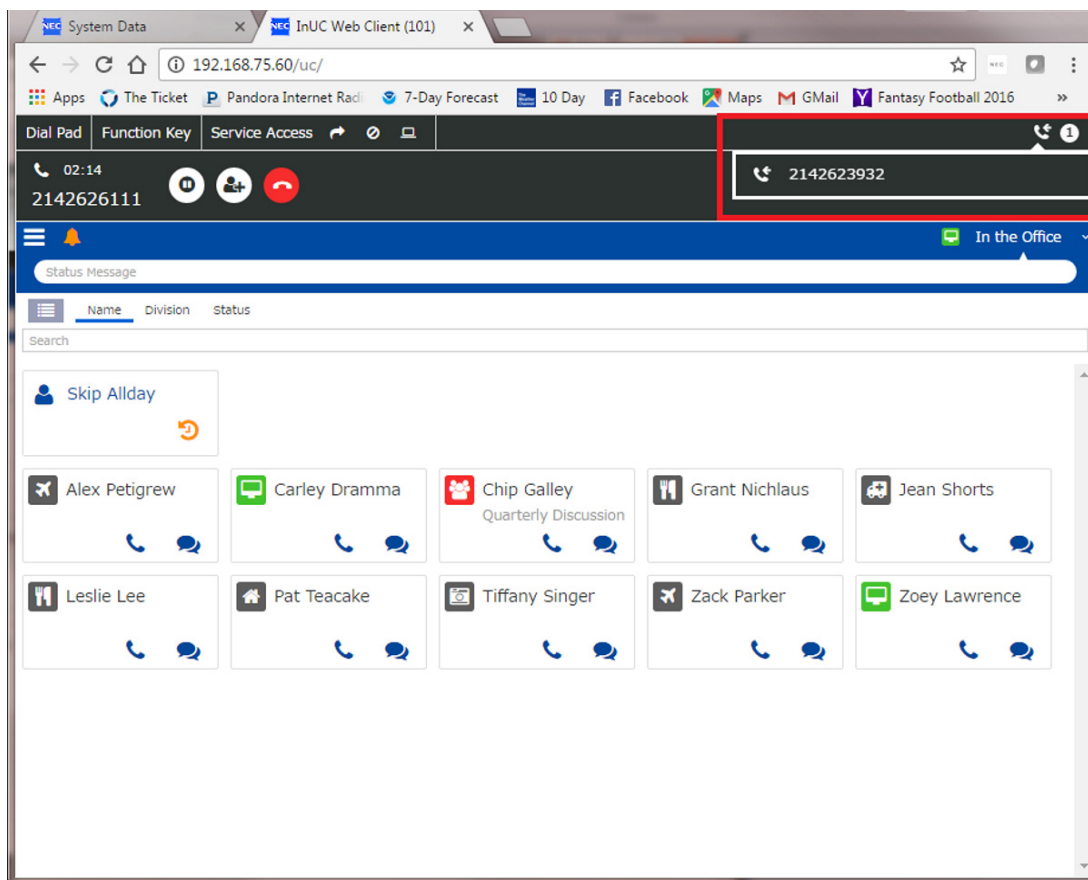 NEC System Data NEC InUC Web Client (101)
192.168.75.60/uc/ NEC
Apps The Ticket P Pandora Internet Radi 7-Day Forecast 10 Day Facebook Maps GMail Fantasy Football 2016 »
Dial Pad Function Key Service Access 1
02:14
2142626111
2142623932
In the Office
Status Message
Name Division Status
Search
Skip Allday
Alex Petigrew Carley Dramma Chip Galley Grant Nichlaus Jean Shorts
Quarterly Discussion
Leslie Lee Pat Teacake Tiffany Singer Zack Parker Zoey Lawrence